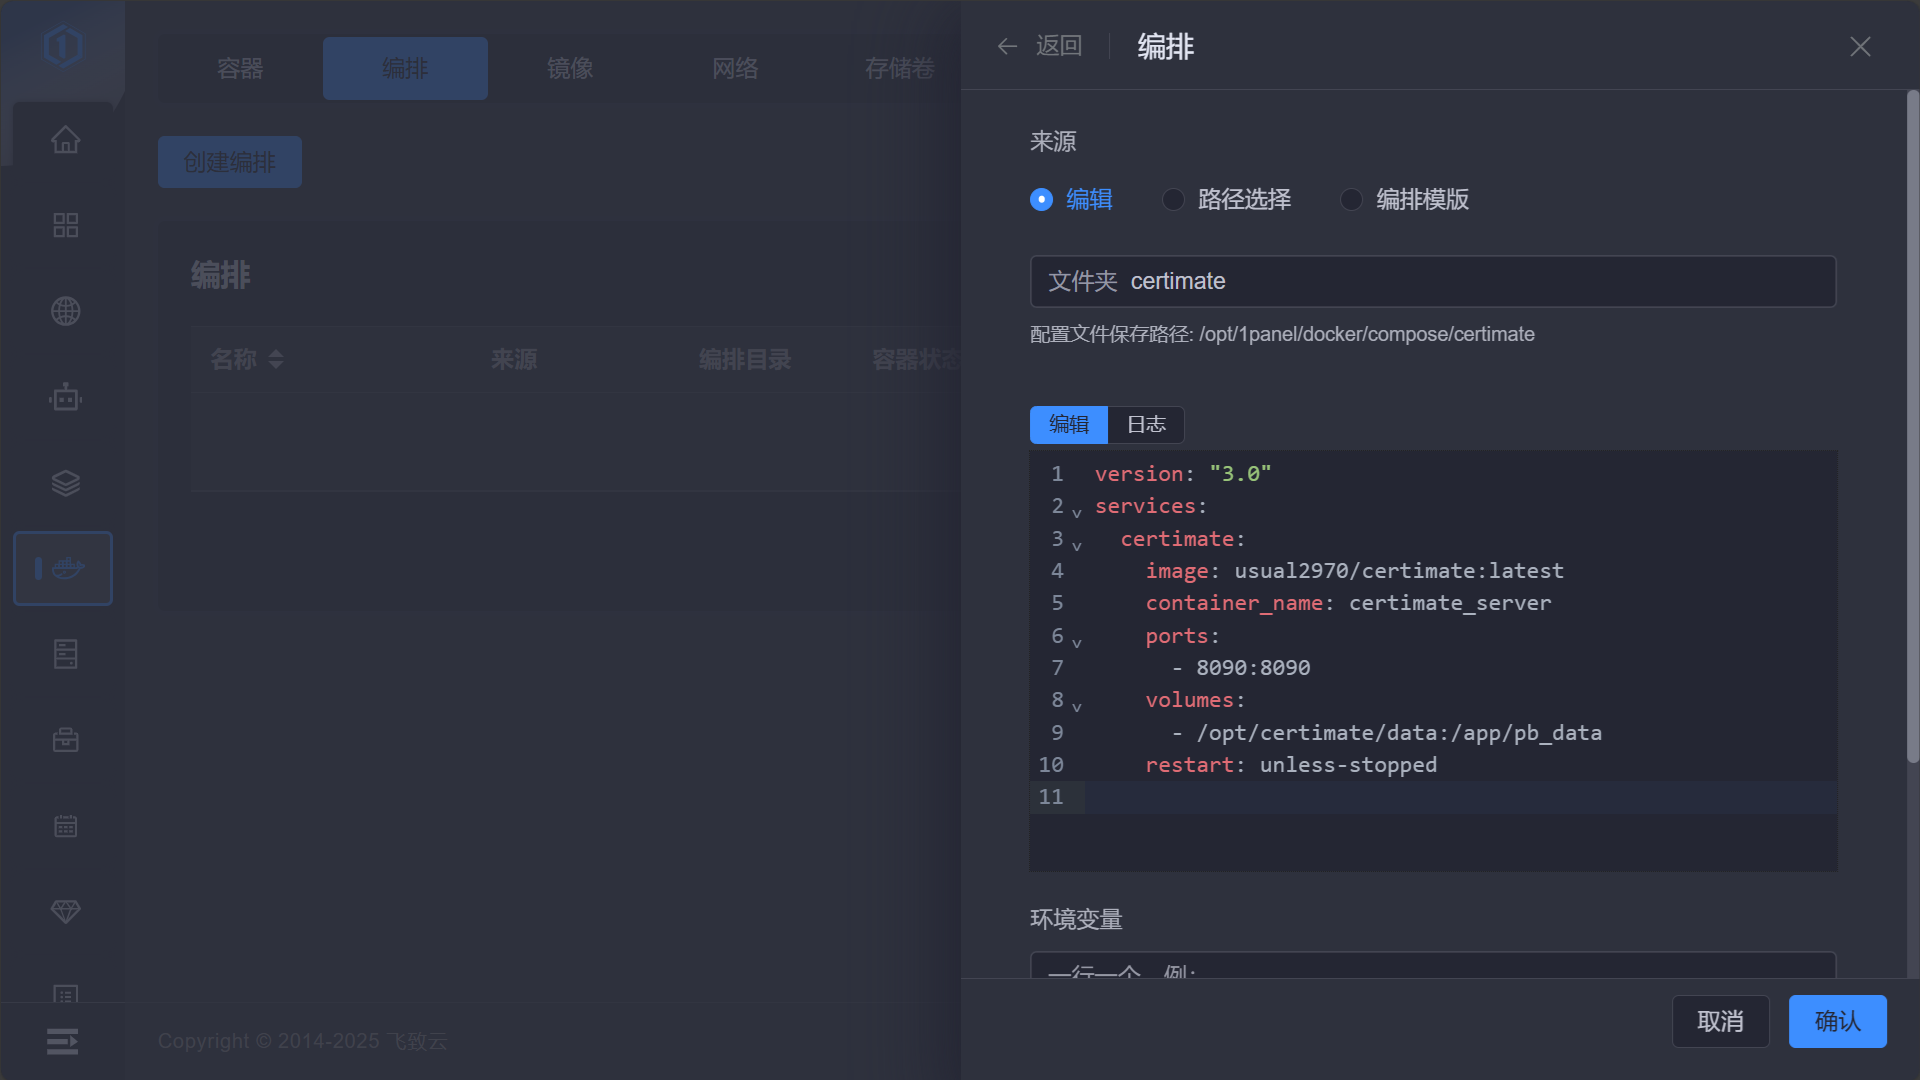 容器
编排
镜像
网络
存储卷
创建编排
编排
名称
来源
编排目录
容器状态
Copyright © 2014-2025 飞致云
返回
编排
来源
编辑
路径选择
编排模版
文件夹 certimate
配置文件保存路径: /opt/1panel/docker/compose/certimate
编辑
日志
1 version: "3.0"
2 services:
3 certimate:
4 image: usual2970/certimate:latest
5 container_name: certimate_server
6 ports:
7 - 8090:8090
8 volumes:
9 - /opt/certimate/data:/app/pb_data
10 restart: unless-stopped
11
环境变量
一行一个，例：
取消
确认